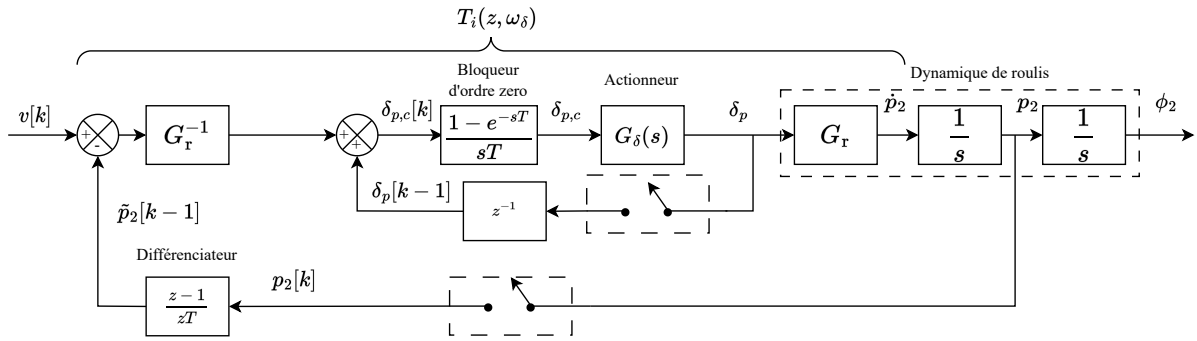 T_i(z, ω_δ)
Dynamique de roulis
Bloqueur
d'ordre zero
Actionneur
v[k]
+
-
G_r^{-1}
+
+
δ_{p,c}[k]
1 - e^{-sT}
sT
δ_{p,c}
G_δ(s)
δ_p
G_r
ṗ_2
1
s
p_2
1
s
ϕ_2
δ_p[k-1]
z^{-1}
p̃_2[k-1]
Différenciateur
z-1
zT
p_2[k]